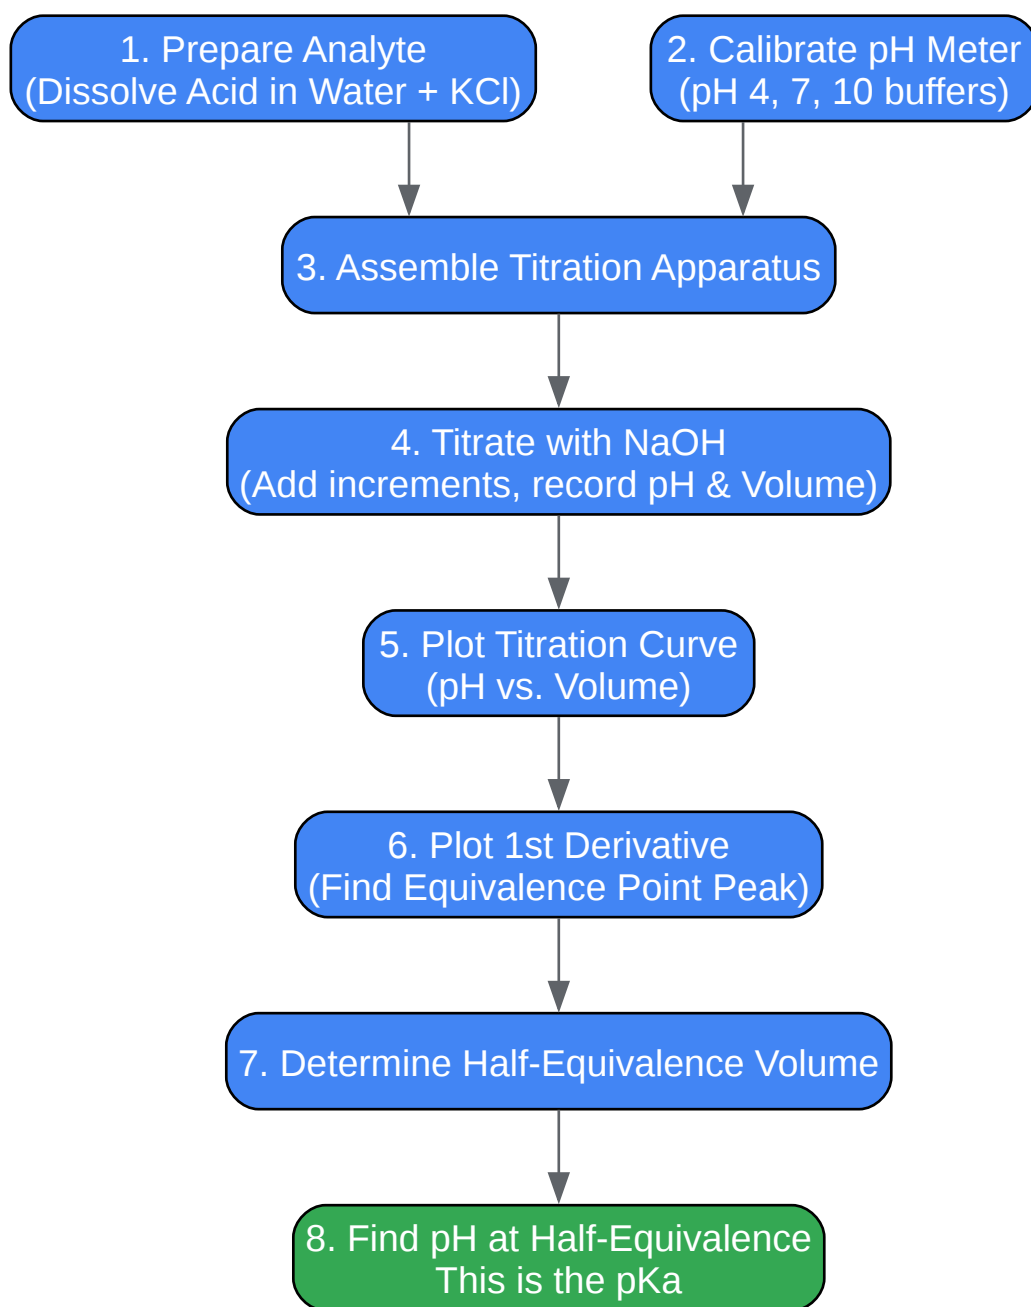 1. Prepare Analyte
(Dissolve Acid in Water + KCl)
2. Calibrate pH Meter
(pH 4, 7, 10 buffers)
3. Assemble Titration Apparatus
4. Titrate with NaOH
(Add increments, record pH & Volume)
5. Plot Titration Curve
(pH vs. Volume)
6. Plot 1st Derivative
(Find Equivalence Point Peak)
7. Determine Half-Equivalence Volume
8. Find pH at Half-Equivalence
This is the pKa